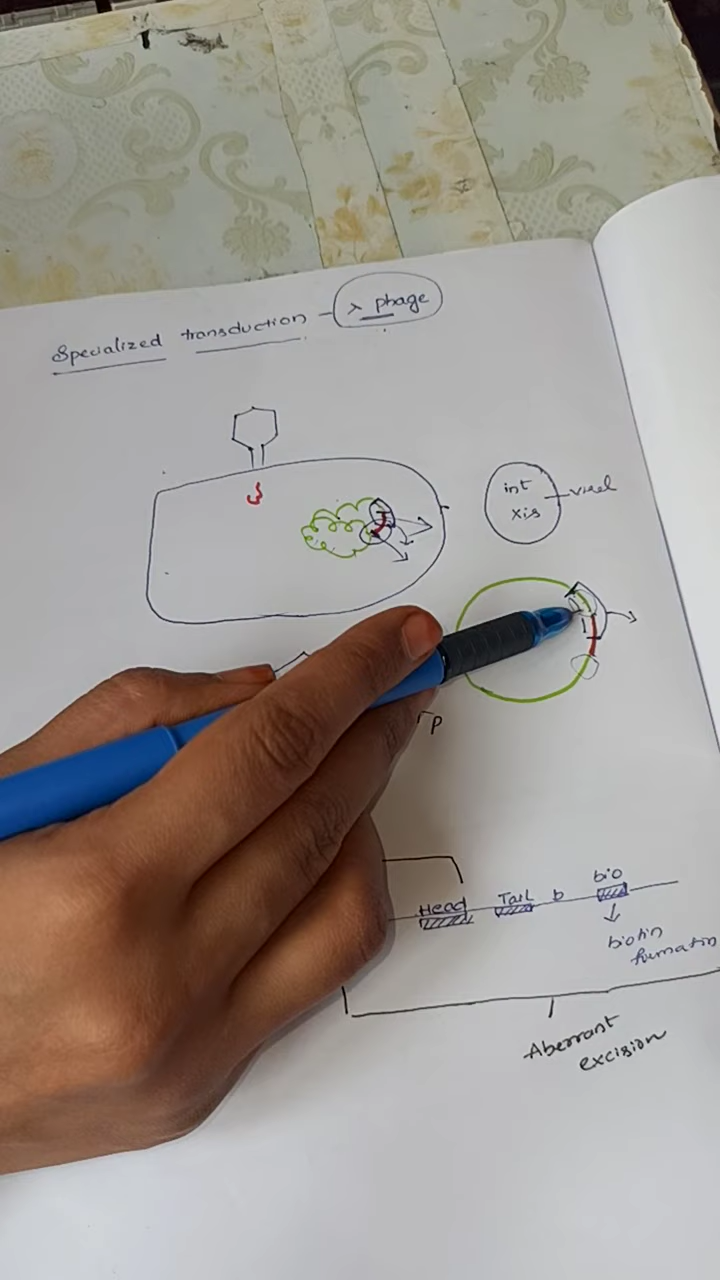 Specialized transduction - λ phage
int
xis
viral
P
Head Tail b bio
biotin
formation
Aberrant
excision